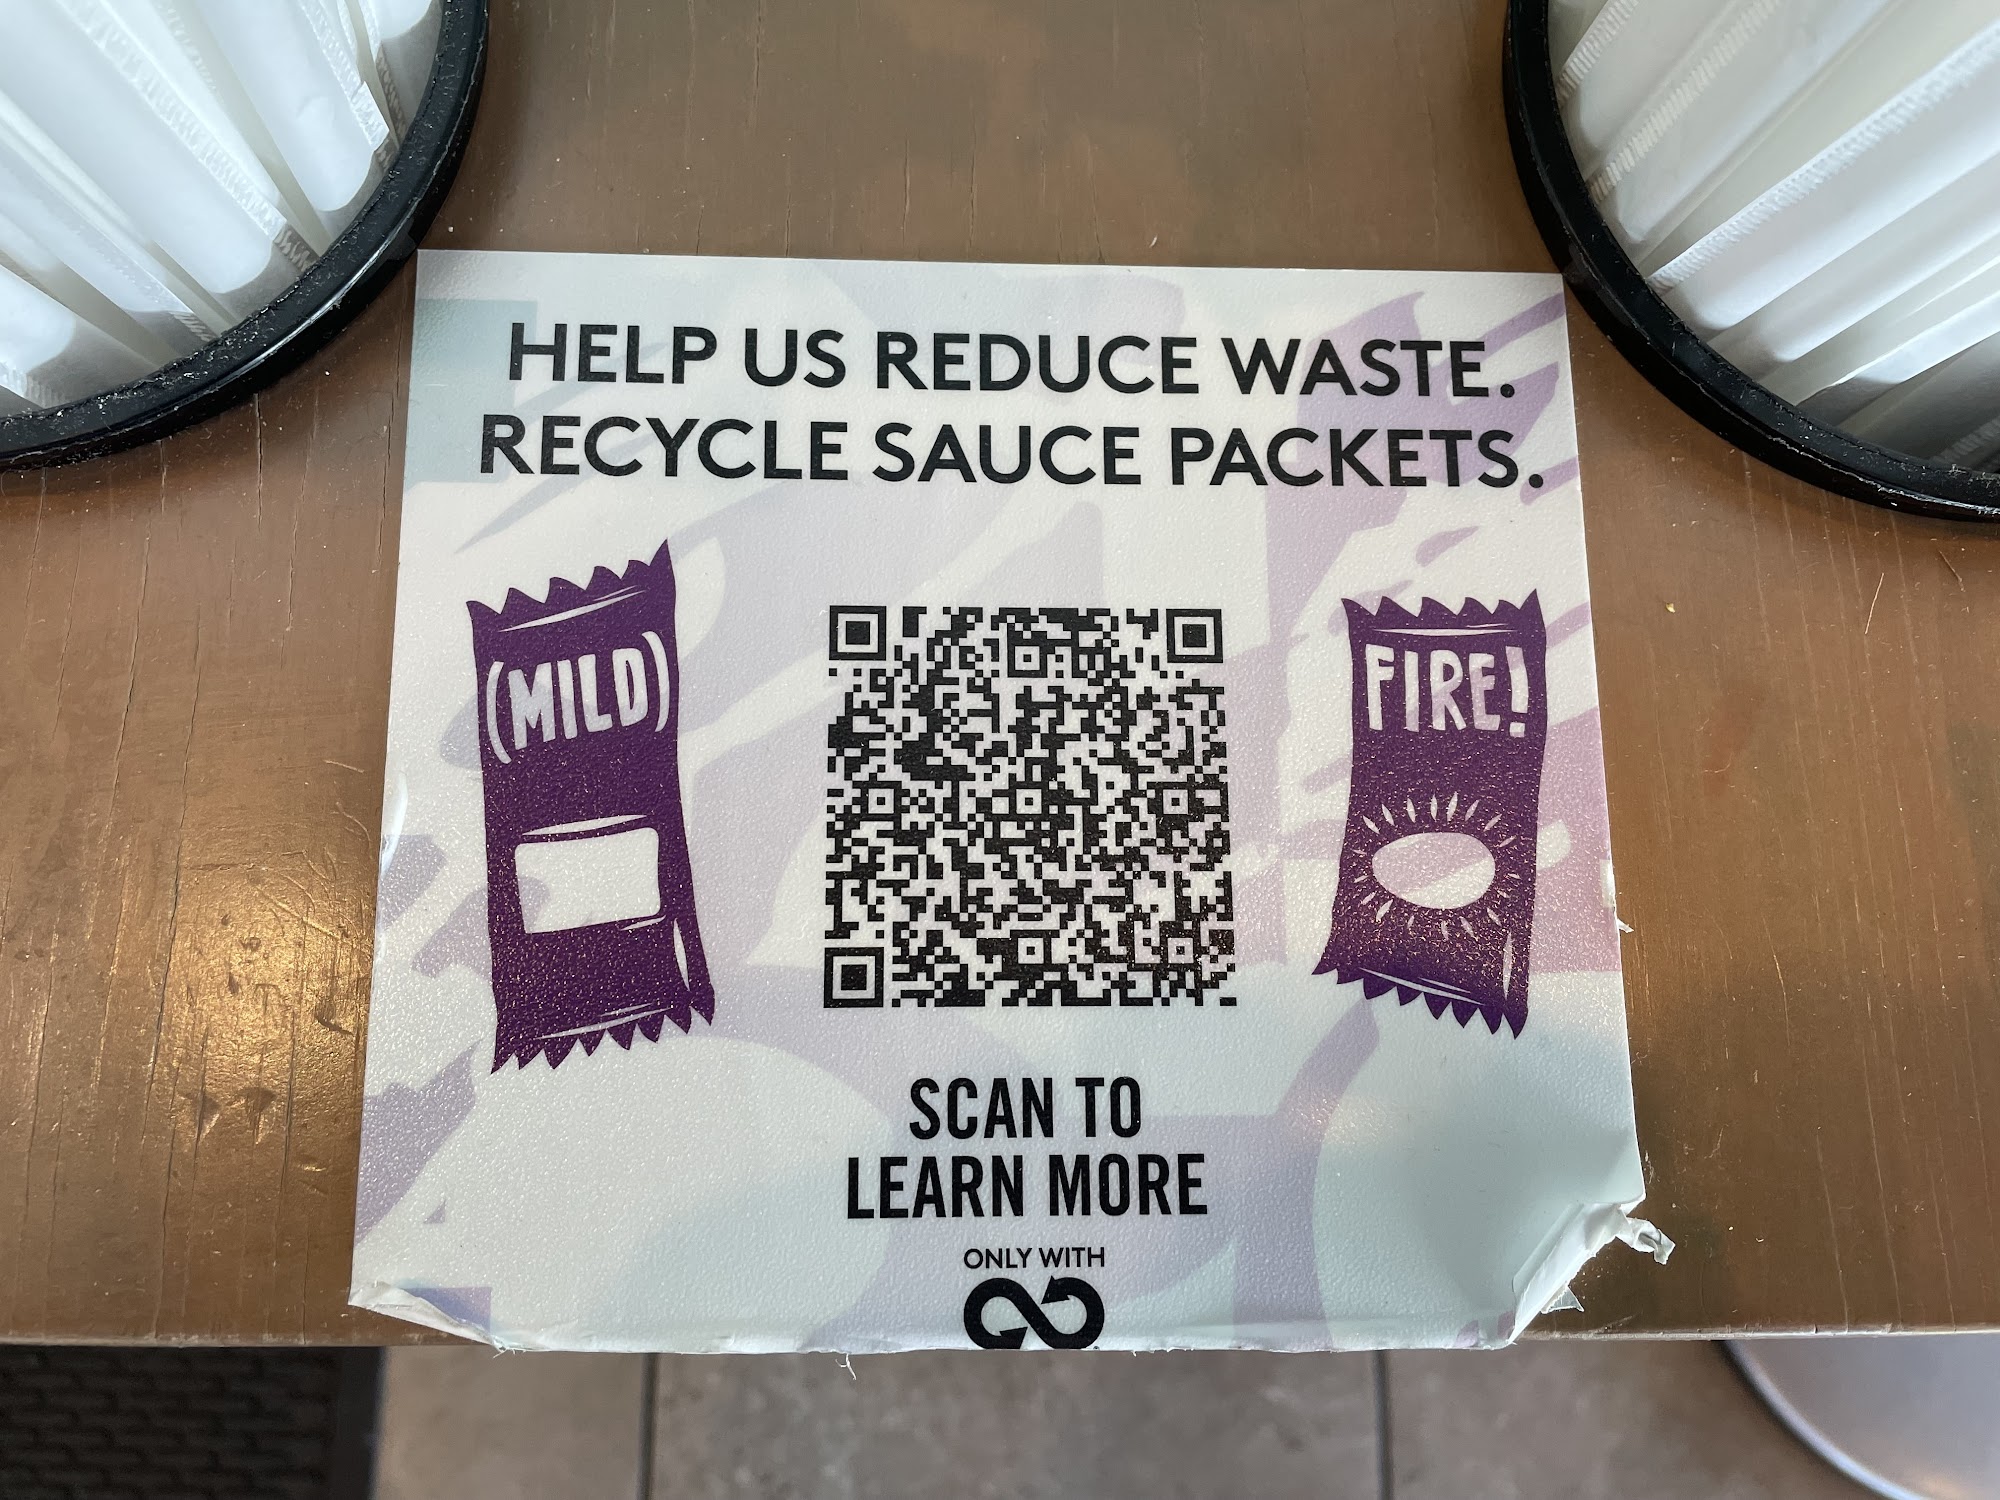 HELP US REDUCE WASTE.
RECYCLE SAUCE PACKETS.
(MILD)
FIRE!
SCAN TO
LEARN MORE
ONLY WITH